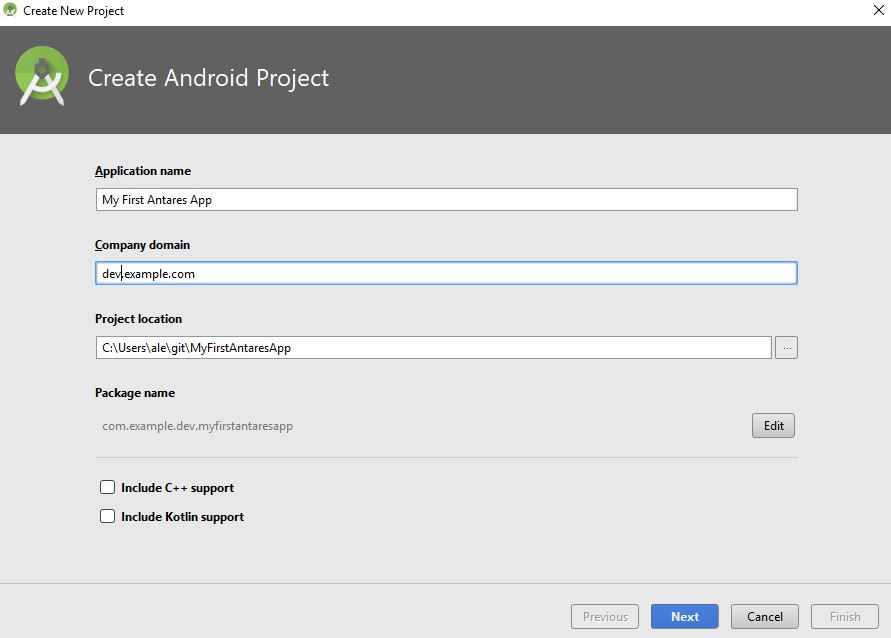 Create New Project
Create Android Project
Application name
My First Antares App
Company domain
dev.example.com
Project location
C:\Users\ale\git\MyFirstAntaresApp
...
Package name
com.example.dev.myfirstantaresapp
Edit
Include C++ support
Include Kotlin support
Previous Next Cancel Finish